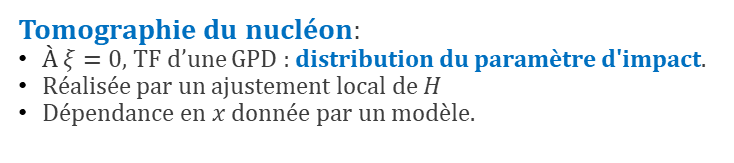 Tomographie du nucléon:
• À ξ = 0, TF d’une GPD : distribution du paramètre d'impact.
• Réalisée par un ajustement local de H
• Dépendance en x donnée par un modèle.